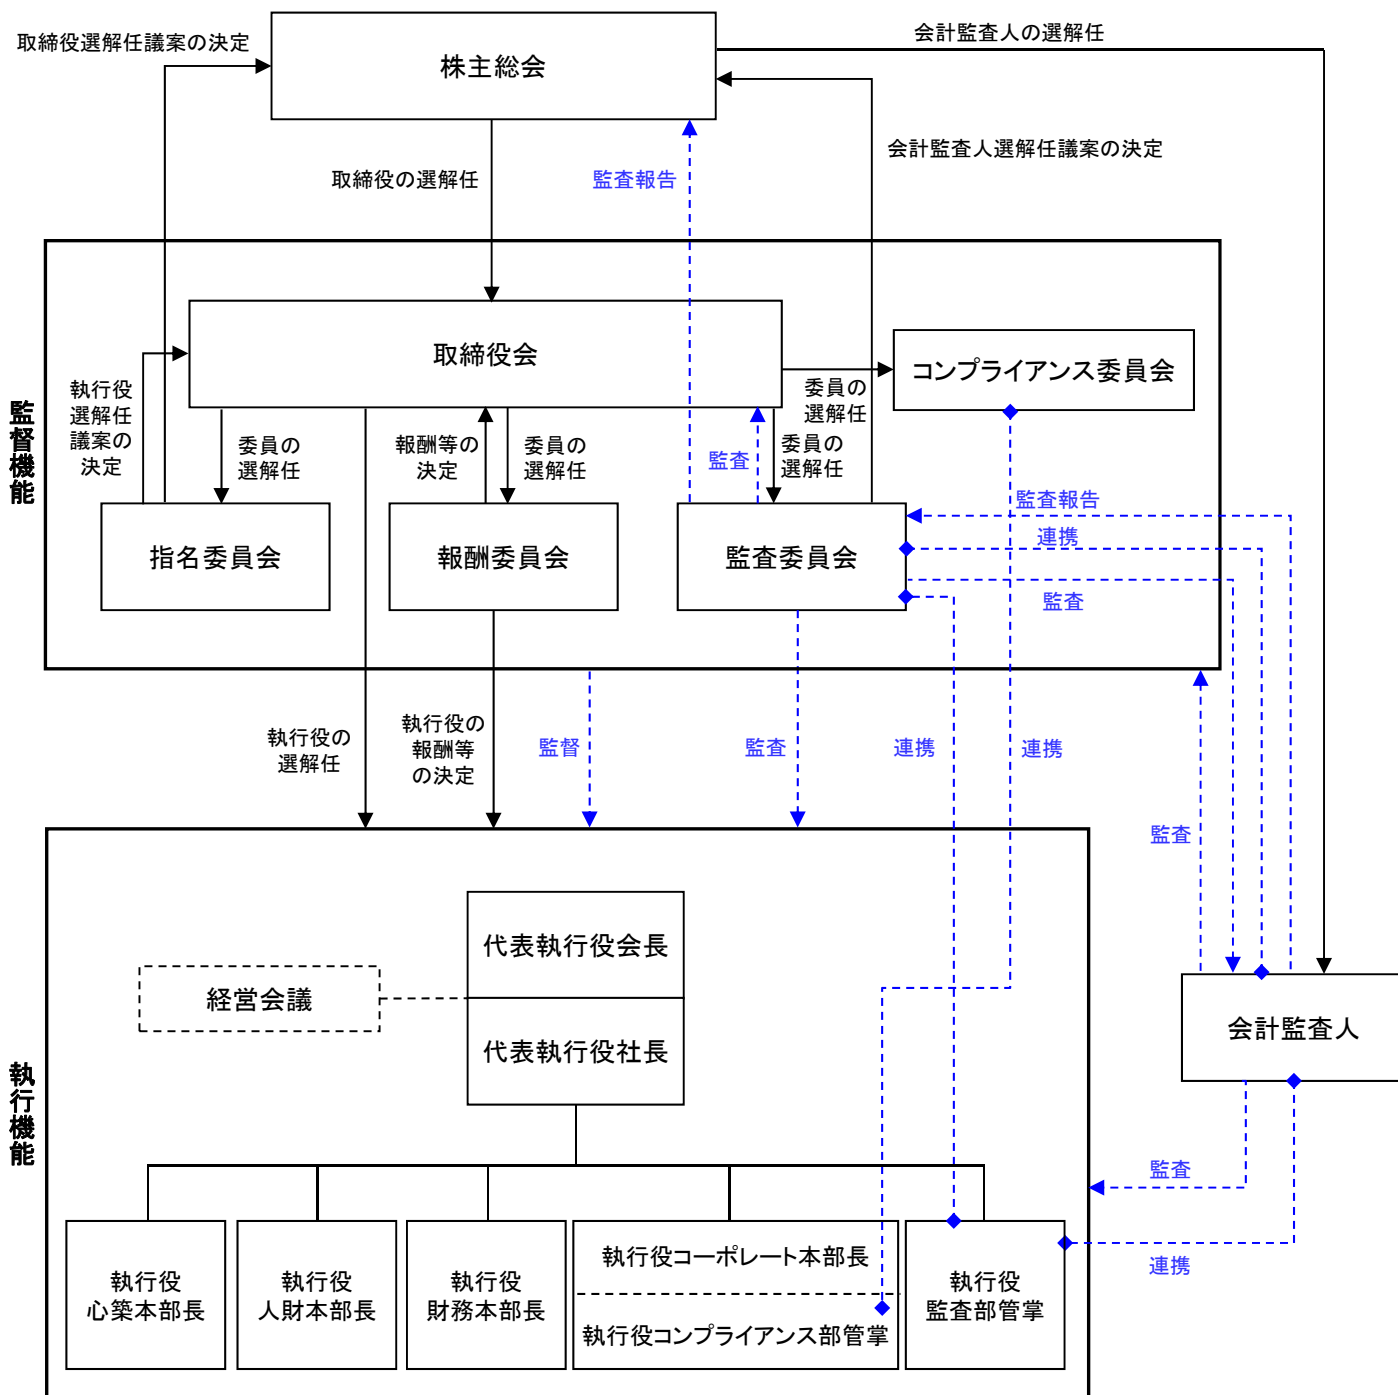 取締役選解任議案の決定
株主総会
会計監査人の選解任
会計監査人選解任議案の決定
取締役の選解任
監査報告
監督機能
取締役会
コンプライアンス委員会
執行役
選解任
議案の
決定
委員の
選解任
報酬等の
決定
委員の
選解任
監査
委員の
選解任
委員の
選解任
指名委員会
報酬委員会
監査委員会
監査報告
連携
監査
執行役の
選解任
執行役の
報酬等
の決定
監督
監査
連携
連携
監査
執行機能
代表執行役会長
経営会議
代表執行役社長
会計監査人
監査
連携
執行役
心築本部長
執行役
人財本部長
執行役
財務本部長
執行役コーポレート本部長
執行役コンプライアンス部管掌
執行役
監査部管掌